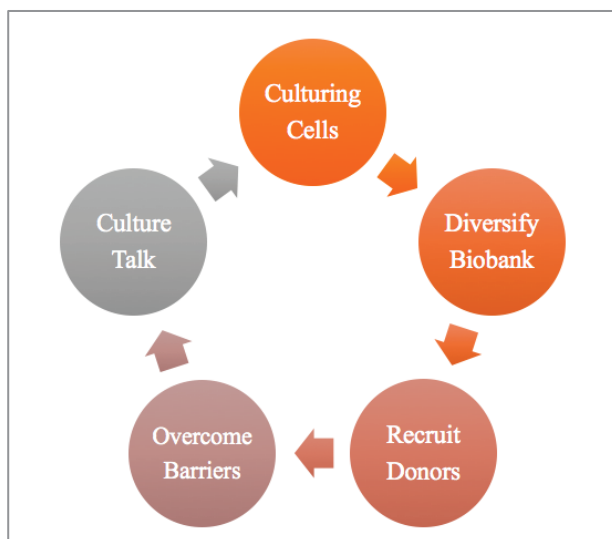 Culturing
Cells
Diversify
Biobank
Recruit
Donors
Overcome
Barriers
Culture
Talk